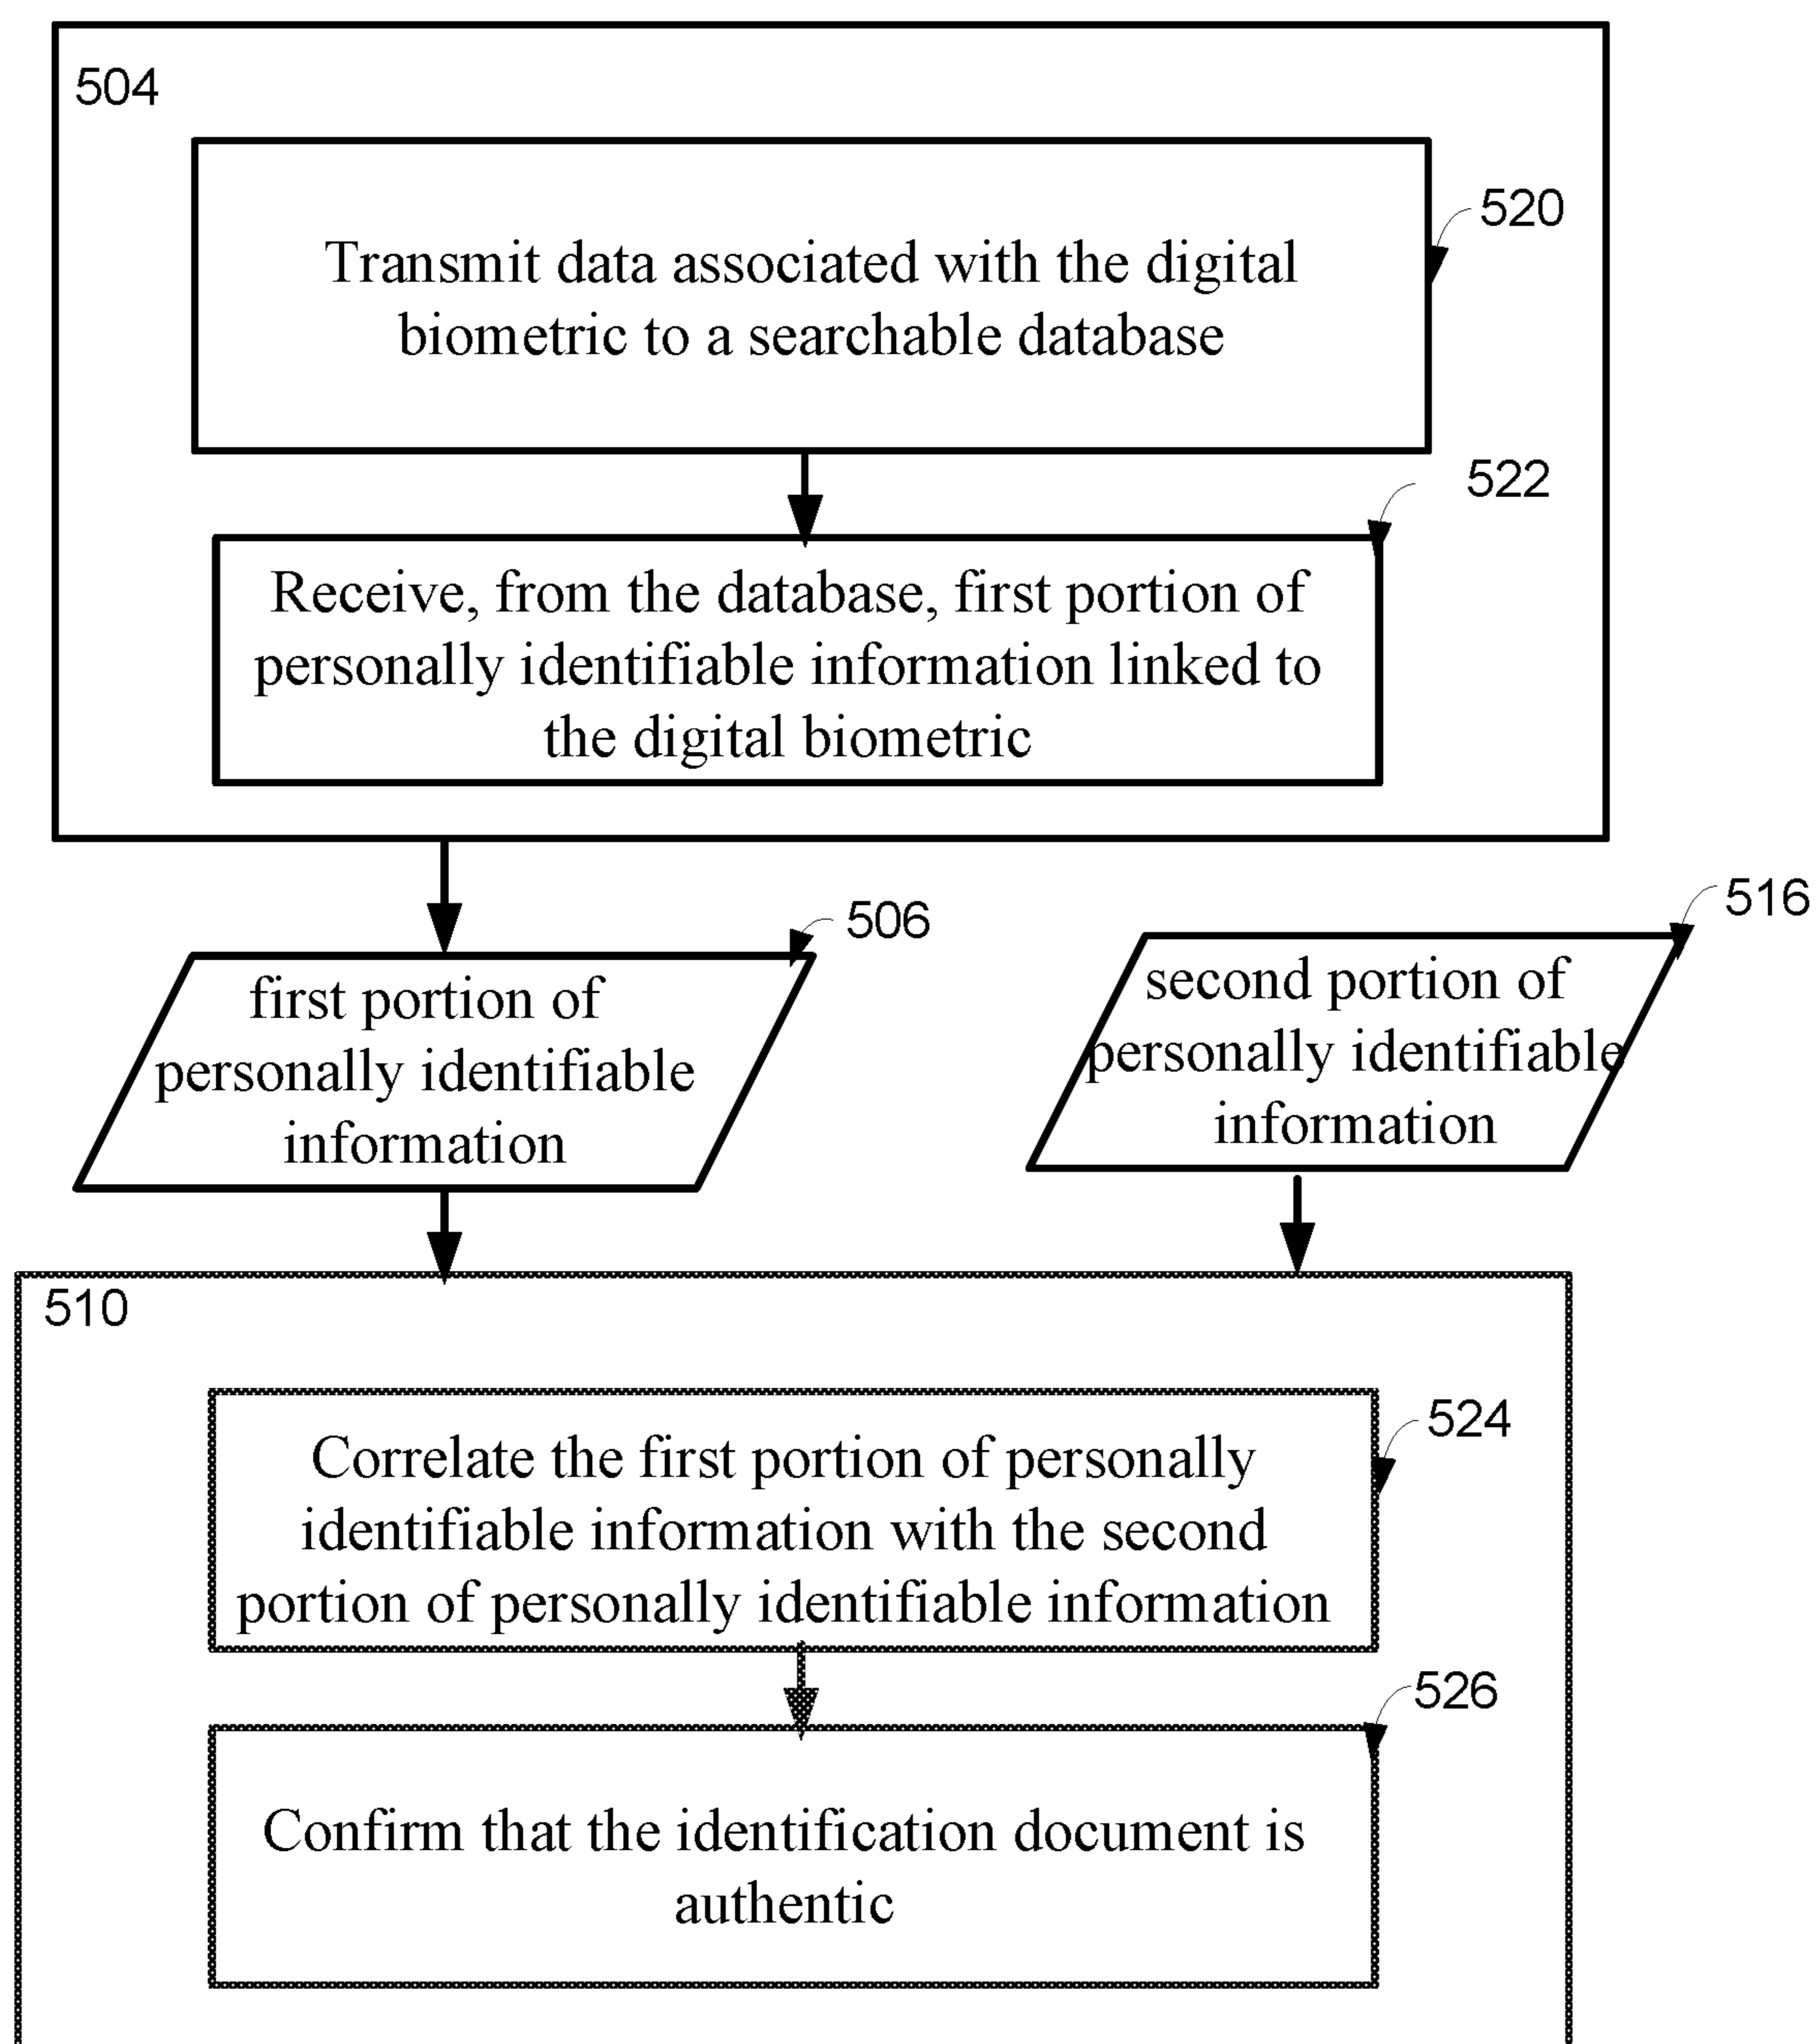 504
520
Transmit data associated with the digital
biometric to a searchable database
522
Receive, from the database, first portion of
personally identifiable information linked to
the digital biometric
506
first portion of
personally identifiable
information
516
second portion of
personally identifiable
information
510
524
Correlate the first portion of personally
identifiable information with the second
portion of personally identifiable information
526
Confirm that the identification document is
authentic